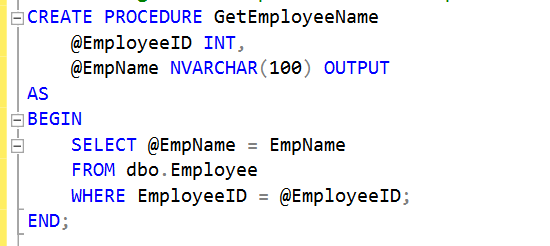 CREATE PROCEDURE GetEmployeeName
@EmployeeID INT,
@EmpName NVARCHAR(100) OUTPUT
AS
BEGIN
SELECT @EmpName = EmpName
FROM dbo.Employee
WHERE EmployeeID = @EmployeeID;
END;